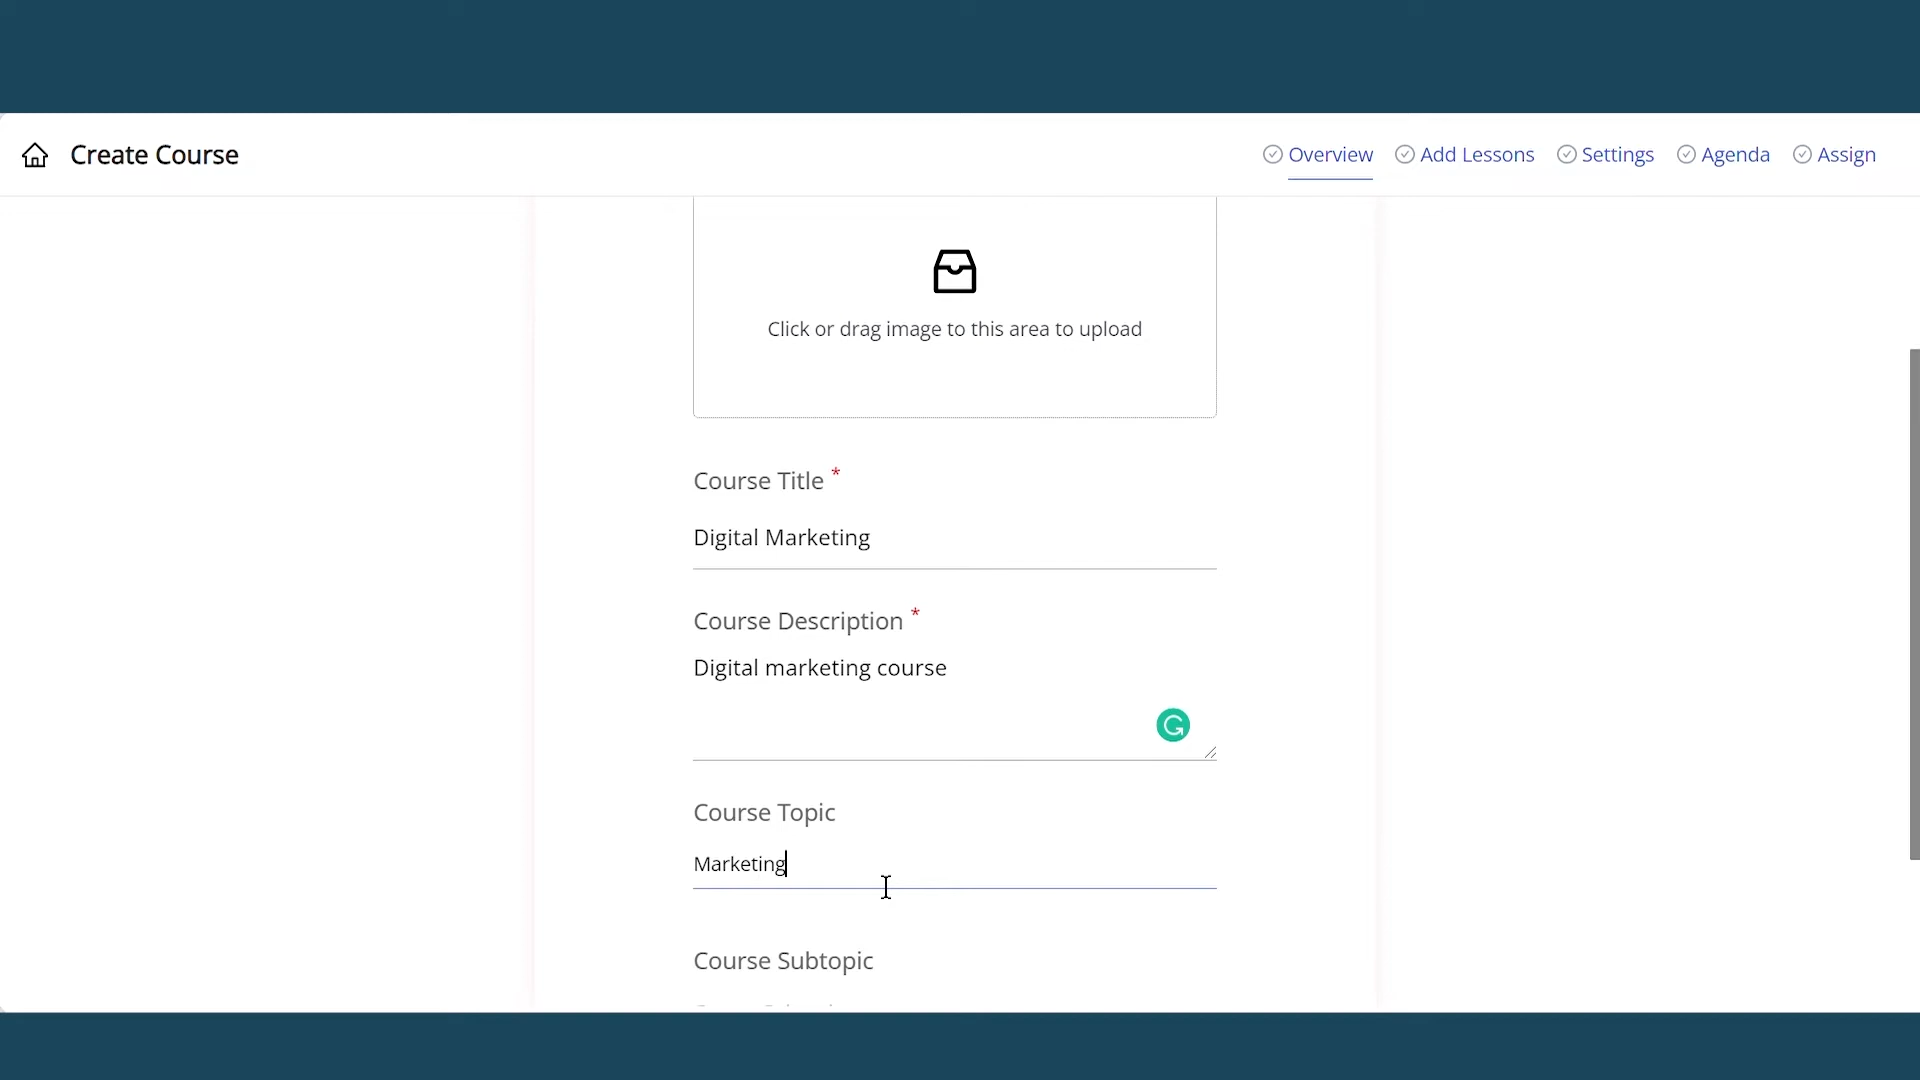 Create Course
Overview
Add Lessons
Settings
Agenda
Assign
Click or drag image to this area to upload
Course Title *
Digital Marketing
Course Description *
Digital marketing course
Course Topic
Marketing
Course Subtopic